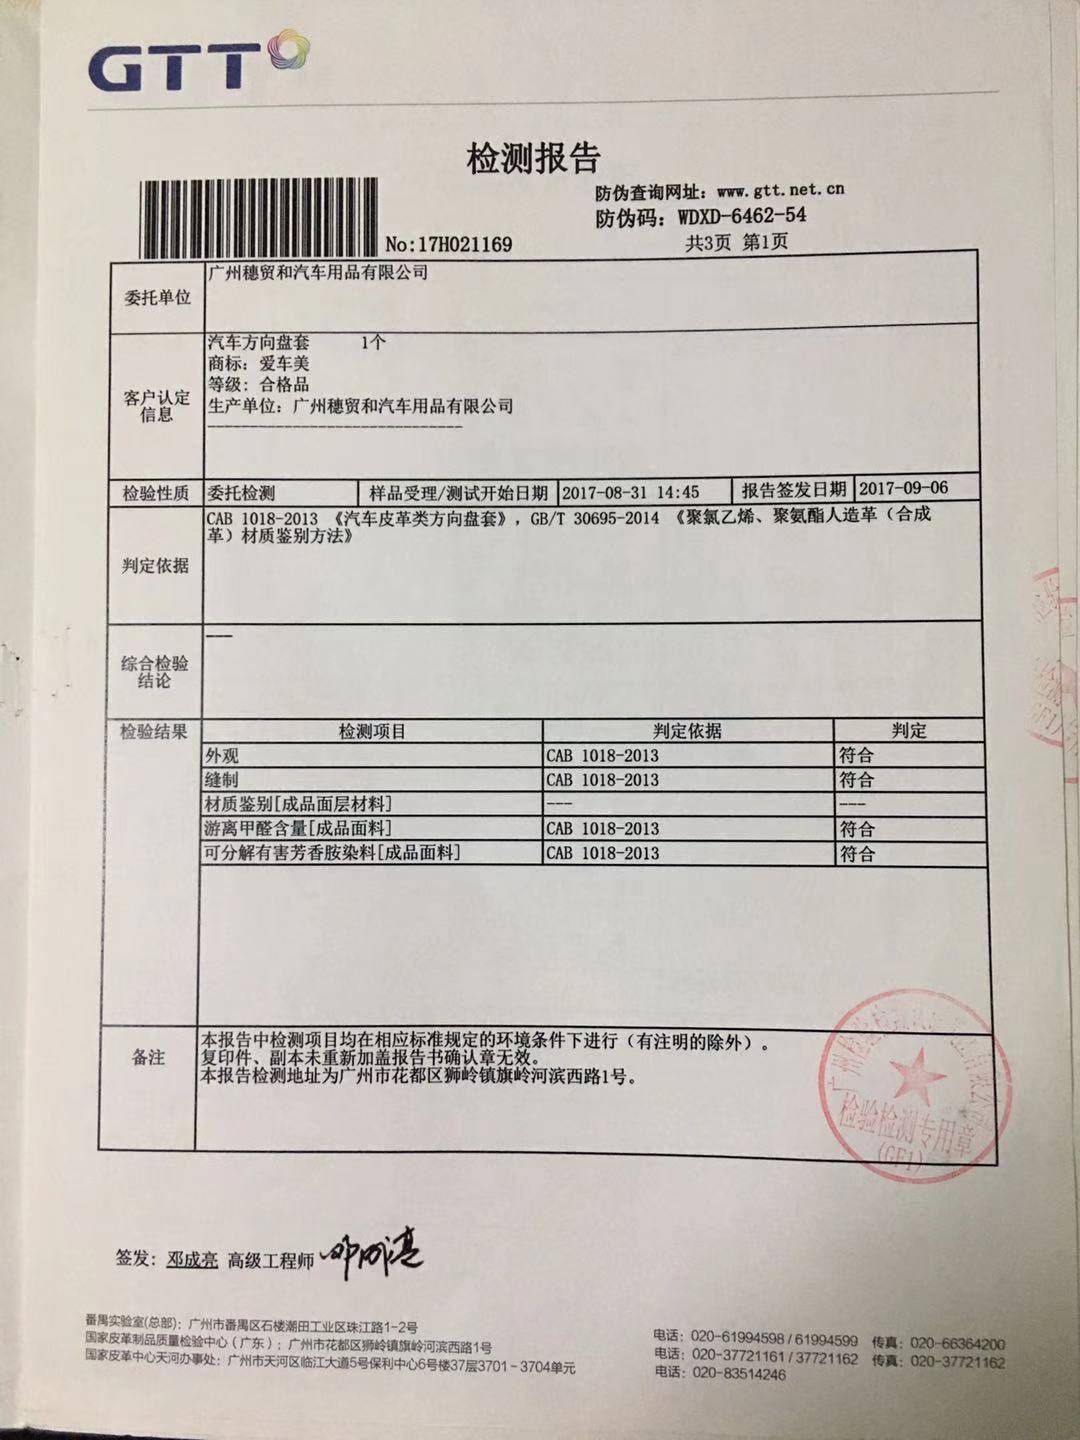 GTT
检测报告
防伪查询网址：www.gtt.net.cn
防伪码：WDXD-6462-54
No:17H021169
共3页 第1页
委托单位
广州穗贸和汽车用品有限公司
客户认定信息
汽车方向盘套 1个
商标：爱车美
等级：合格品
生产单位：广州穗贸和汽车用品有限公司
------------------------------
检验性质 委托检测 样品受理/测试开始日期 2017-08-31 14:45 报告签发日期 2017-09-06
判定依据
CAB 1018-2013 《汽车皮革类方向盘套》，GB/T 30695-2014 《聚氯乙烯、聚氨酯人造革（合成
革）材质鉴别方法》
综合检验结论
---
检验结果 检测项目 判定依据 判定
外观 CAB 1018-2013 符合
缝制 CAB 1018-2013 符合
材质鉴别[成品面层材料] --- ---
游离甲醛含量[成品面料] CAB 1018-2013 符合
可分解有害芳香胺染料[成品面料] CAB 1018-2013 符合
备注
本报告中检测项目均在相应标准规定的环境条件下进行（有注明的除外）。
复印件、副本未重新加盖报告书确认章无效。
本报告检测地址为广州市花都区狮岭镇旗岭河滨西路1号。
检验检测专用章
(GF1)
签发：邓成亮 高级工程师 邓成亮
番禺实验室(总部)：广州市番禺区石楼潮田工业区珠江路1-2号
国家皮革制品质量检验中心（广东）：广州市花都区狮岭镇旗岭河滨西路1号
国家皮革中心天河办事处：广州市天河区临江大道5号保利中心6号楼37层3701-3704单元
电话：020-61994598/61994599 传真：020-66364200
电话：020-37721161/37721162 传真：020-37721162
电话：020-83514246